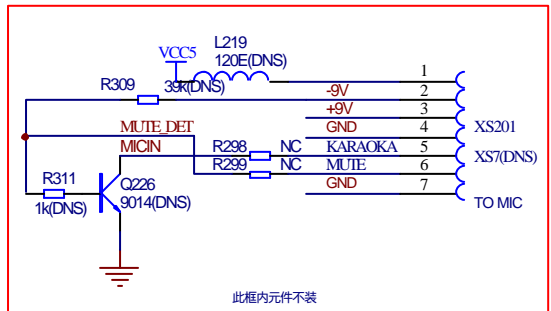 L219
VCC5
120E(DNS)
1
R309
39k(DNS)
-9V
2
+9V
3
XS201
MUTE_DET
GND
4
MICIN
R298
NC
KARAOKA
5
XS7(DNS)
R299
NC
MUTE
6
R311
GND
7
TO MIC
1k(DNS)
Q226
9014(DNS)
此框内元件不装